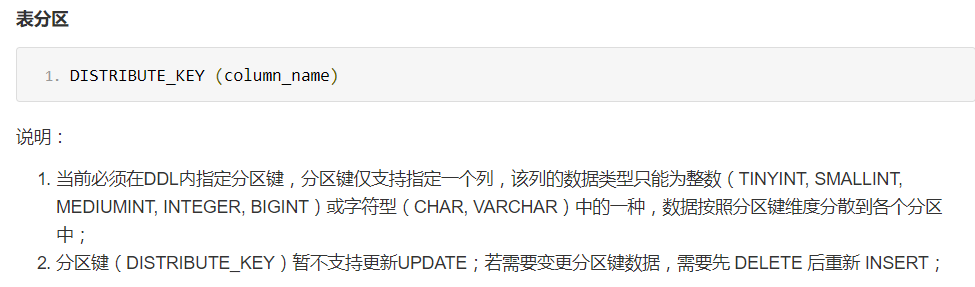 表分区
1. DISTRIBUTE_KEY (column_name)
说明：
1. 当前必须在DDL内指定分区键，分区键仅支持指定一个列，该列的数据类型只能为整数（TINYINT, SMALLINT,
MEDIUMINT, INTEGER, BIGINT）或字符型（CHAR, VARCHAR）中的一种，数据按照分区键维度分散到各个分区
中；
2. 分区键（DISTRIBUTE_KEY）暂不支持更新UPDATE；若需要变更分区键数据，需要先 DELETE 后重新 INSERT；